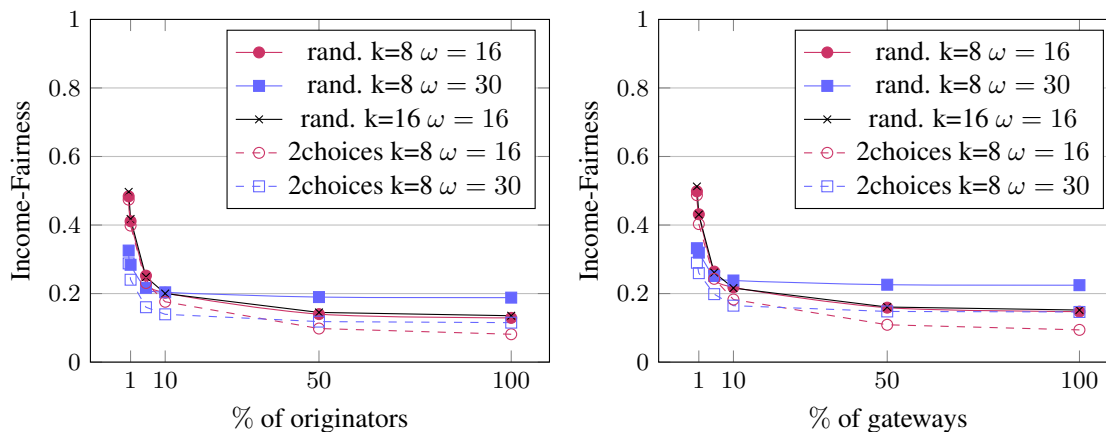 Income-Fairness
1
0.8
0.6
0.4
0.2
0
1
10
50
100
% of originators
rand. k=8 ω = 16
rand. k=8 ω = 30
rand. k=16 ω = 16
2choices k=8 ω = 16
2choices k=8 ω = 30
Income-Fairness
1
0.8
0.6
0.4
0.2
0
1
10
50
100
% of gateways
rand. k=8 ω = 16
rand. k=8 ω = 30
rand. k=16 ω = 16
2choices k=8 ω = 16
2choices k=8 ω = 30